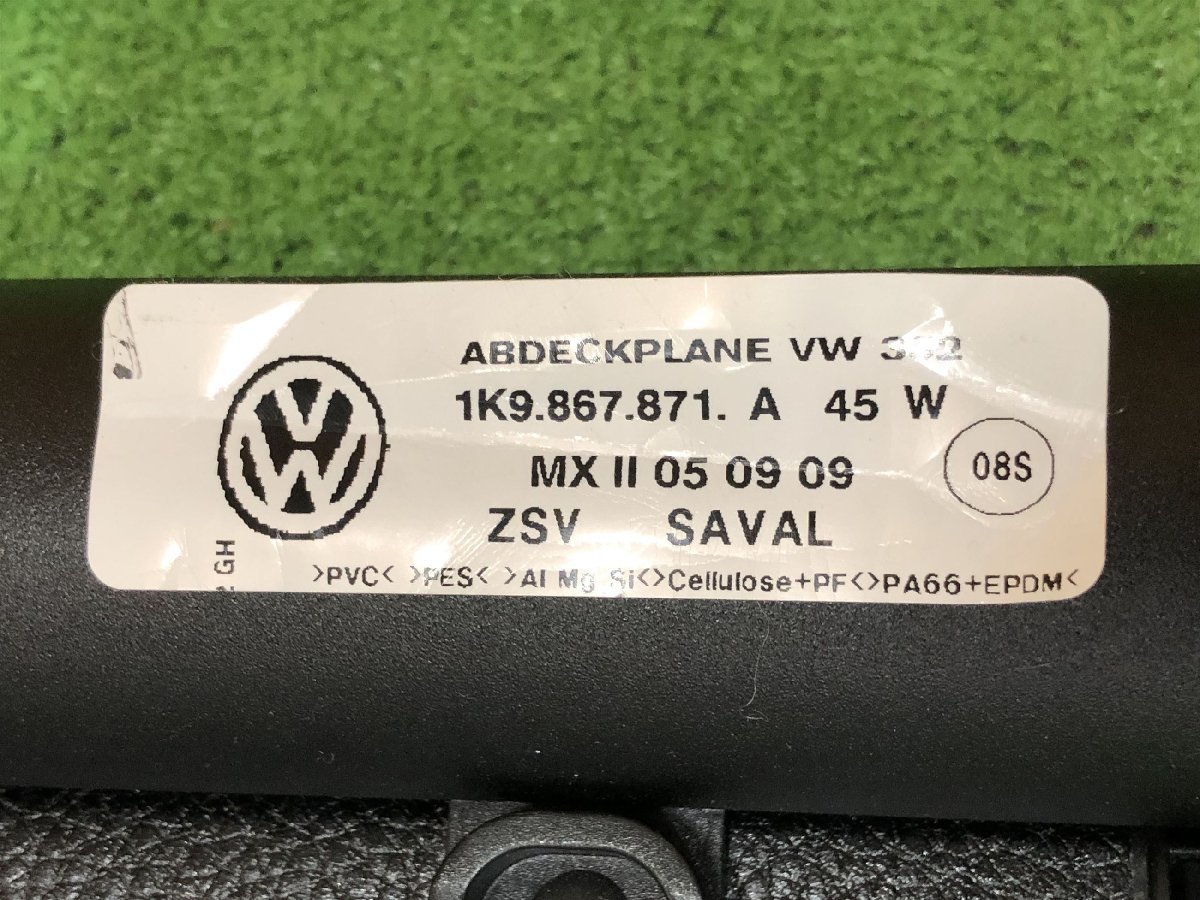 ABDECKPLANE VW
1K9.867.871. A 45 W
MX II 05 09 09
08S
ZSV SAVAL
GH
>PVC< >PES< >Al Mg Si<>Cellulose+PF<>PA66+EPDM<